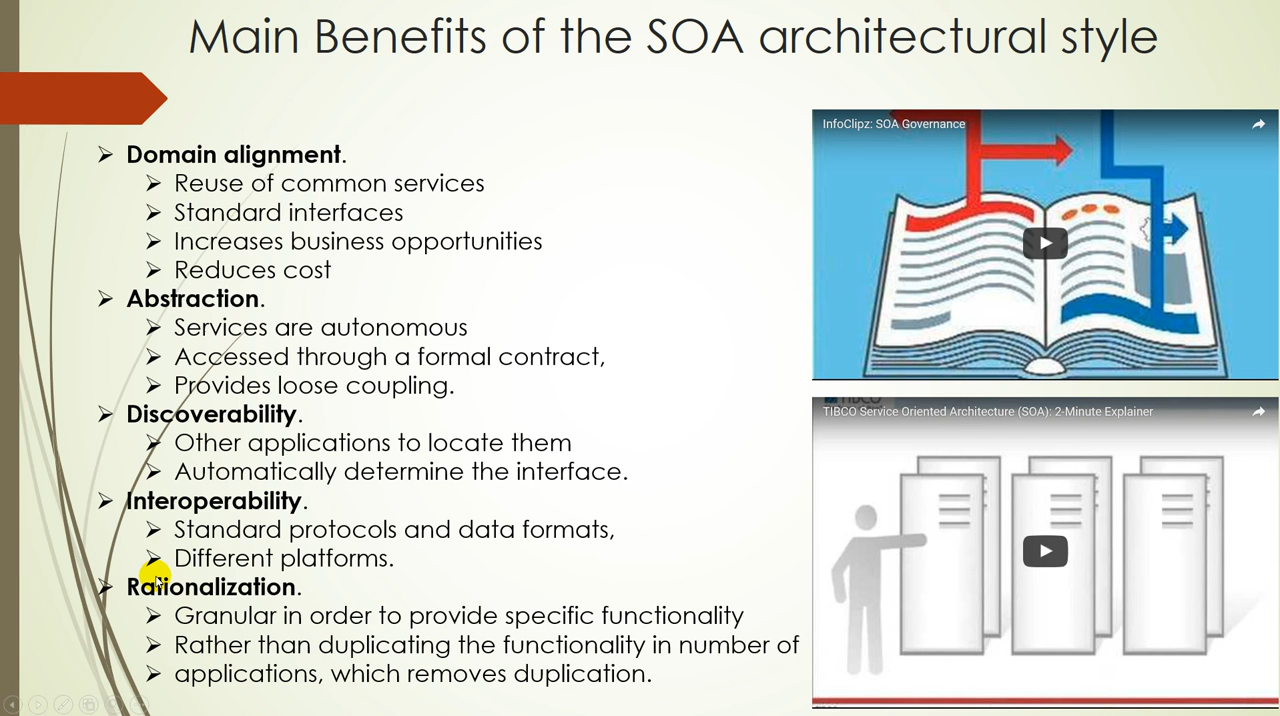 Main Benefits of the SOA architectural style
Domain alignment.
Reuse of common services
Standard interfaces
Increases business opportunities
Reduces cost
Abstraction.
Services are autonomous
Accessed through a formal contract,
Provides loose coupling.
Discoverability.
Other applications to locate them
Automatically determine the interface.
Interoperability.
Standard protocols and data formats,
Different platforms.
Rationalization.
Granular in order to provide specific functionality
Rather than duplicating the functionality in number of
applications, which removes duplication.
InfoClipz: SOA Governance
TIBCO Service Oriented Architecture (SOA): 2-Minute Explainer